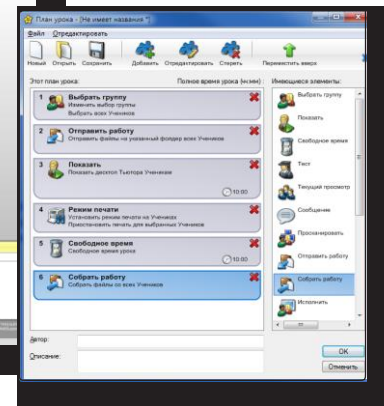 План урока - [Не имеет названия *]
Файл Отредактировать
Новый Открыть Сохранить Добавить Отредактировать Стереть Переместить вверх
Этот план урока: Полное время урока (чч:мм): Имеющиеся элементы:
1 Выбрать группу
Изменить выбор группы
Выбрать всех Учеников
2 Отправить работу
Отправить файлы на указанный фолдер всех Учеников
3 Показать
Показать десктоп Тьютора Ученикам
10:00
4 Режим печати
Установить режим печати на Учениках
Приостановить печать для выбранных Учеников
5 Свободное время
Свободное время урока
10:00
6 Собрать работу
Собрать файлы со всех Учеников
Выбрать группу
Показать
Свободное время
Тест
Текущий просмотр
Сообщение
Просканировать
Отправить работу
Собрать работу
Исполнить
Автор:
Описание:
OK
Отменить